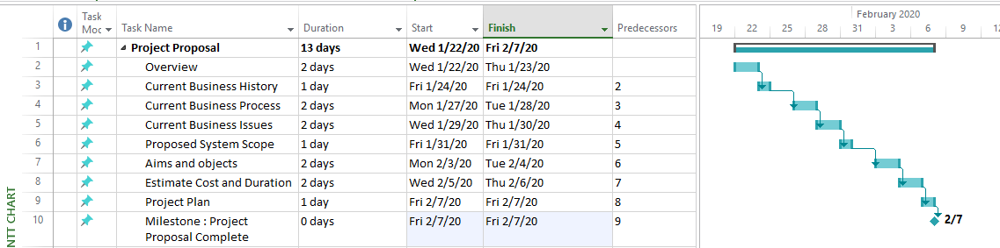 Task
Moc Task Name Duration Start Finish Predecessors
1 Project Proposal 13 days Wed 1/22/20 Fri 2/7/20
2 Overview 2 days Wed 1/22/20 Thu 1/23/20
3 Current Business History 1 day Fri 1/24/20 Fri 1/24/20 2
4 Current Business Process 2 days Mon 1/27/20 Tue 1/28/20 3
5 Current Business Issues 2 days Wed 1/29/20 Thu 1/30/20 4
6 Proposed System Scope 1 day Fri 1/31/20 Fri 1/31/20 5
7 Aims and objects 2 days Mon 2/3/20 Tue 2/4/20 6
8 Estimate Cost and Duration 2 days Wed 2/5/20 Thu 2/6/20 7
9 Project Plan 1 day Fri 2/7/20 Fri 2/7/20 8
10 Milestone : Project 0 days Fri 2/7/20 Fri 2/7/20 9
Proposal Complete
NTT CHART
February 2020
19 22 25 28 31 3 6 9 12
2/7